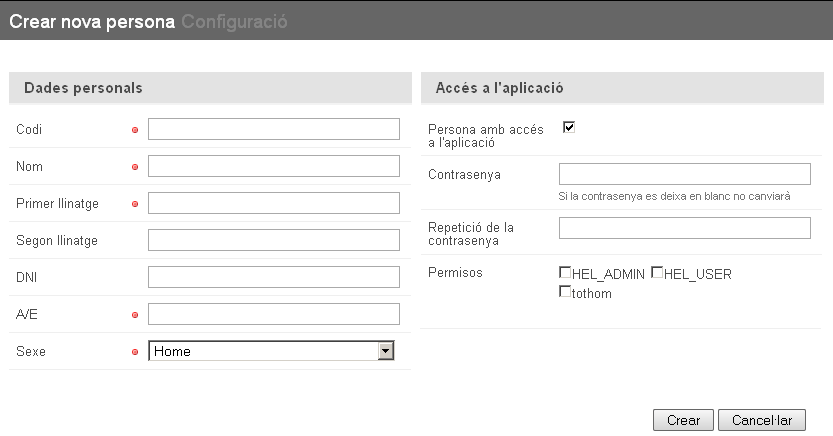 Crear nova persona Configuració
Dades personals
Codi
Nom
Primer llinatge
Segon llinatge
DNI
A/E
Sexe
Home
Accés a l'aplicació
Persona amb accés
a l'aplicació
Contrasenya
Si la contrasenya es deixa en blanc no canviarà
Repetició de la
contrasenya
Permisos
HEL_ADMIN HEL_USER
tothom
Crear Cancel·lar